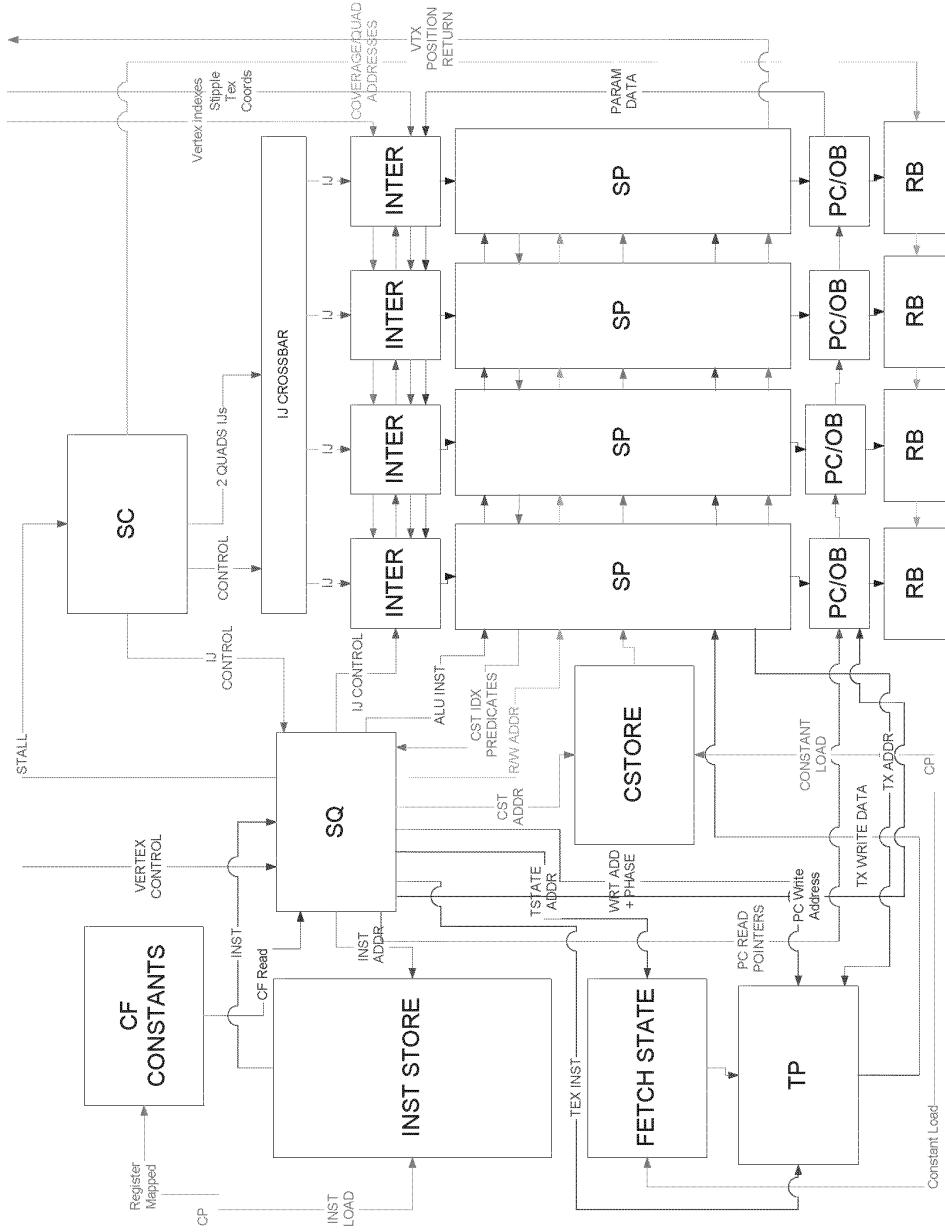 Vertex Indexes
Stipple
Tex
Coords
COVERAGE/QUAD
ADDRESSES
VTX
POSITION
RETURN
STALL
SC
IJ
CONTROL
CONTROL
2 QUADS IJs
IJ CROSSBAR
IJ
IJ
IJ
IJ
VERTEX
CONTROL
CF
CONSTANTS
Register
Mapped
CP
INST
LOAD
CF Read
INST
INST STORE
INST
ADDR
SQ
IJ CONTROL
ALU INST
CST IDX
PREDICATES
R/W ADDR
CST
ADDR
TSTATE
ADDR
WRT ADD
+ PHASE
PC Write
Address
PC READ
POINTERS
TEX INST
INTER
INTER
INTER
INTER
SP
SP
SP
SP
PARAM
DATA
CSTORE
CONSTANT
LOAD
CP
TX ADDR
TX WRITE DATA
FETCH STATE
TP
Constant Load
PC/OB
PC/OB
PC/OB
PC/OB
RB
RB
RB
RB